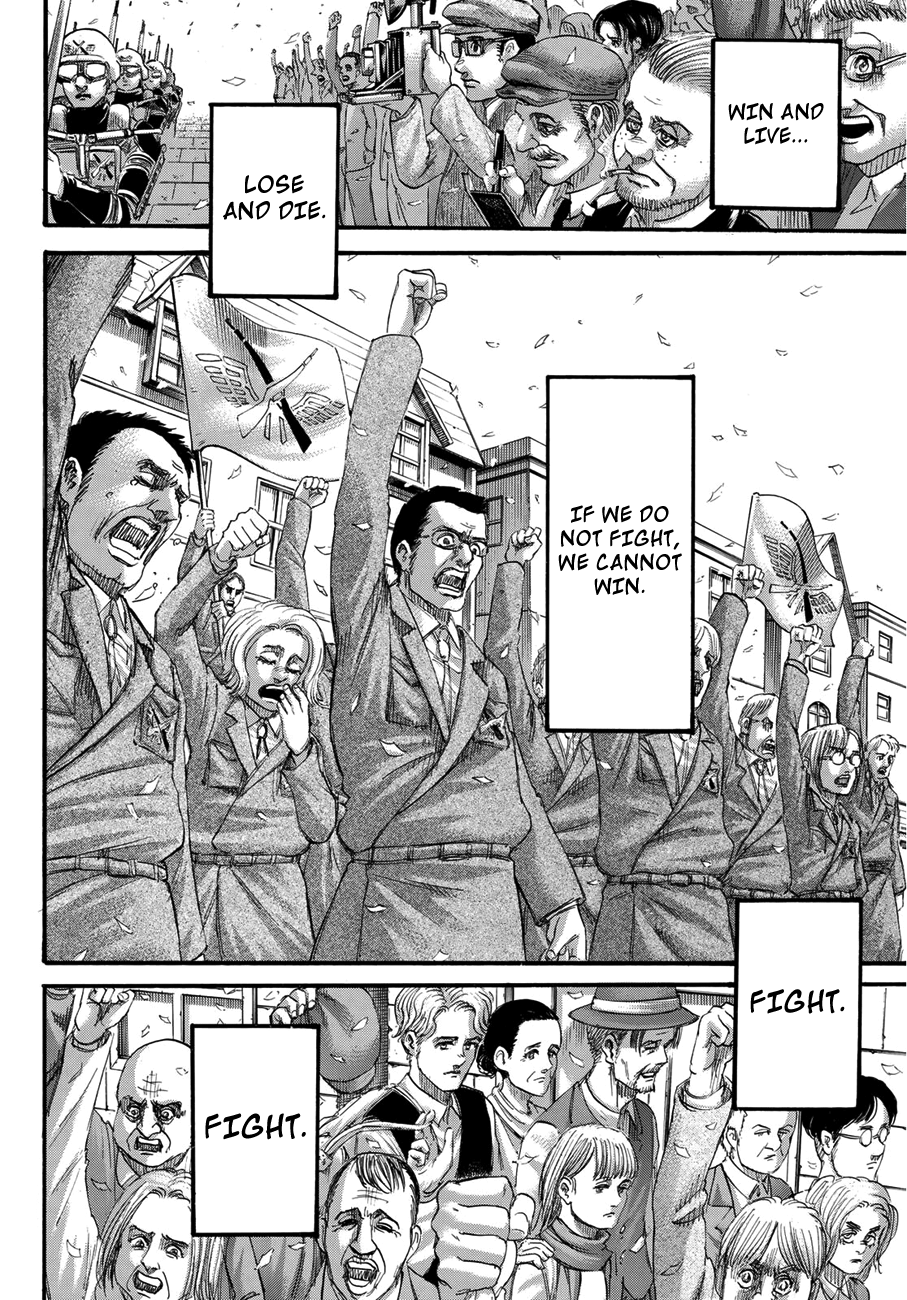 WIN AND
LIVE...
LOSE
AND DIE.
IF WE DO
NOT FIGHT,
WE CANNOT
WIN.
FIGHT.
FIGHT.